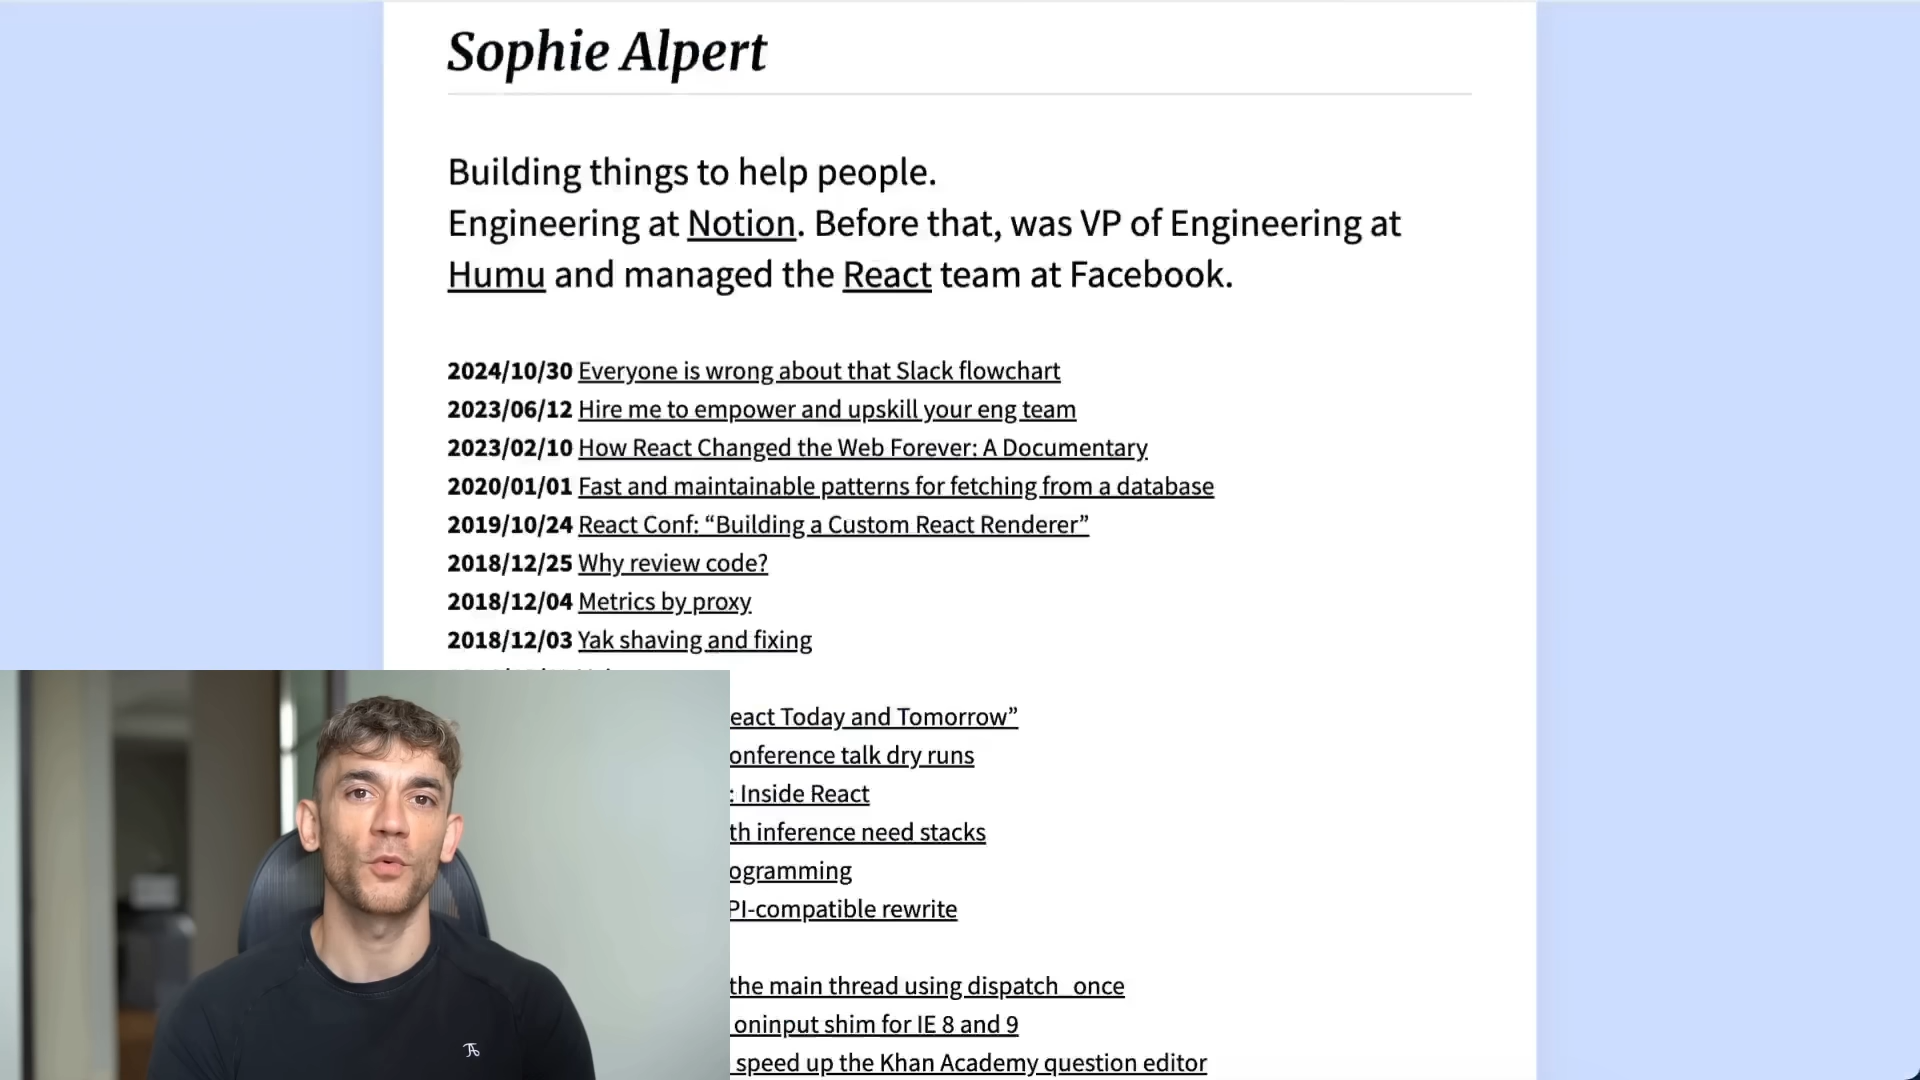 Sophie Alpert
Building things to help people.
Engineering at Notion. Before that, was VP of Engineering at
Humu and managed the React team at Facebook.
2024/10/30 Everyone is wrong about that Slack flowchart
2023/06/12 Hire me to empower and upskill your eng team
2023/02/10 How React Changed the Web Forever: A Documentary
2020/01/01 Fast and maintainable patterns for fetching from a database
2019/10/24 React Conf: “Building a Custom React Renderer”
2018/12/25 Why review code?
2018/12/04 Metrics by proxy
2018/12/03 Yak shaving and fixing
eact Today and Tomorrow”
onference talk dry runs
: Inside React
th inference need stacks
ogramming
PI-compatible rewrite
the main thread using dispatch_once
oninput shim for IE 8 and 9
speed up the Khan Academy question editor